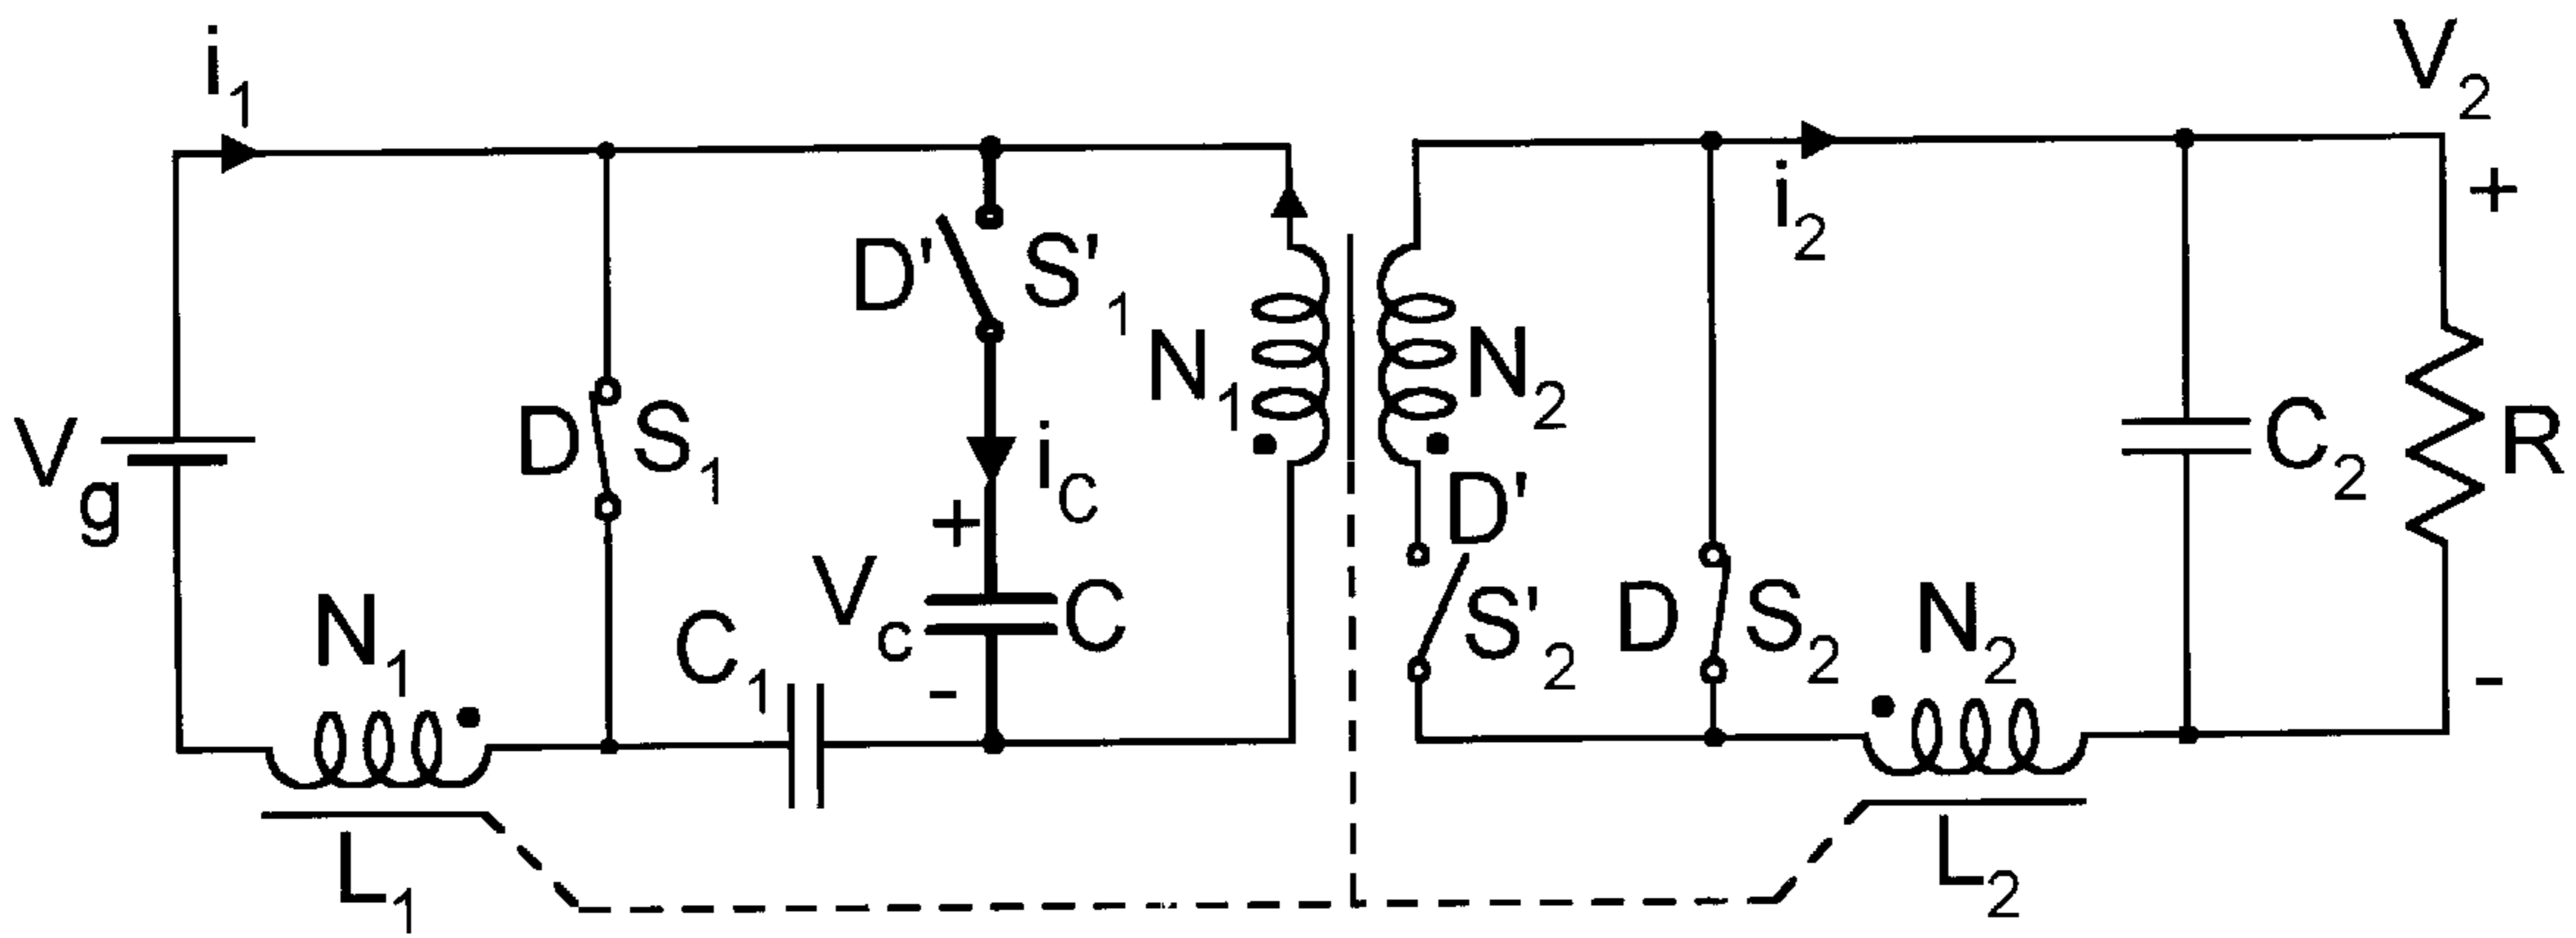 i1
V2
+
i2
D'
S'1
N1
N2
iC
Vg
D
S1
C2
R
D'
+
VC
C
-
N1
C1
S'2
D
S2
N2
-
L1
L2